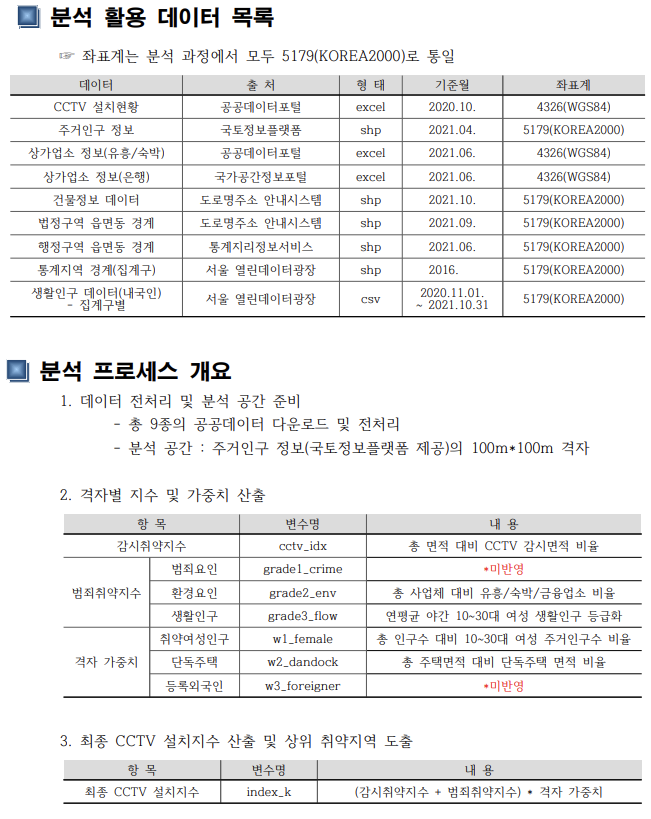 분석 활용 데이터 목록
☞ 좌표계는 분석 과정에서 모두 5179(KOREA2000)로 통일
데이터 출 처 형 태 기준월 좌표계
CCTV 설치현황 공공데이터포털 excel 2020.10. 4326(WGS84)
주거인구 정보 국토정보플랫폼 shp 2021.04. 5179(KOREA2000)
상가업소 정보(유흥/숙박) 공공데이터포털 excel 2021.06. 4326(WGS84)
상가업소 정보(은행) 국가공간정보포털 excel 2021.06. 4326(WGS84)
건물정보 데이터 도로명주소 안내시스템 shp 2021.10. 5179(KOREA2000)
법정구역 읍면동 경계 도로명주소 안내시스템 shp 2021.09. 5179(KOREA2000)
행정구역 읍면동 경계 통계지리정보서비스 shp 2021.06. 5179(KOREA2000)
통계지역 경계(집계구) 서울 열린데이터광장 shp 2016. 5179(KOREA2000)
생활인구 데이터(내국인) - 집계구별 서울 열린데이터광장 csv 2020.11.01. ~ 2021.10.31 5179(KOREA2000)
분석 프로세스 개요
1. 데이터 전처리 및 분석 공간 준비
- 총 9종의 공공데이터 다운로드 및 전처리
- 분석 공간 : 주거인구 정보(국토정보플랫폼 제공)의 100m*100m 격자
2. 격자별 지수 및 가중치 산출
항 목 변수명 내 용
감시취약지수 cctv_idx 총 면적 대비 CCTV 감시면적 비율
범죄취약지수 범죄요인 grade1_crime *미반영
환경요인 grade2_env 총 사업체 대비 유흥/숙박/금융업소 비율
생활인구 grade3_flow 연평균 야간 10~30대 여성 생활인구 등급화
격자 가중치 취약여성인구 w1_female 총 인구수 대비 10~30대 여성 주거인구수 비율
단독주택 w2_dandock 총 주택면적 대비 단독주택 면적 비율
등록외국인 w3_foreigner *미반영
3. 최종 CCTV 설치지수 산출 및 상위 취약지역 도출
항 목 변수명 내 용
최종 CCTV 설치지수 index_k (감시취약지수 + 범죄취약지수) * 격자 가중치